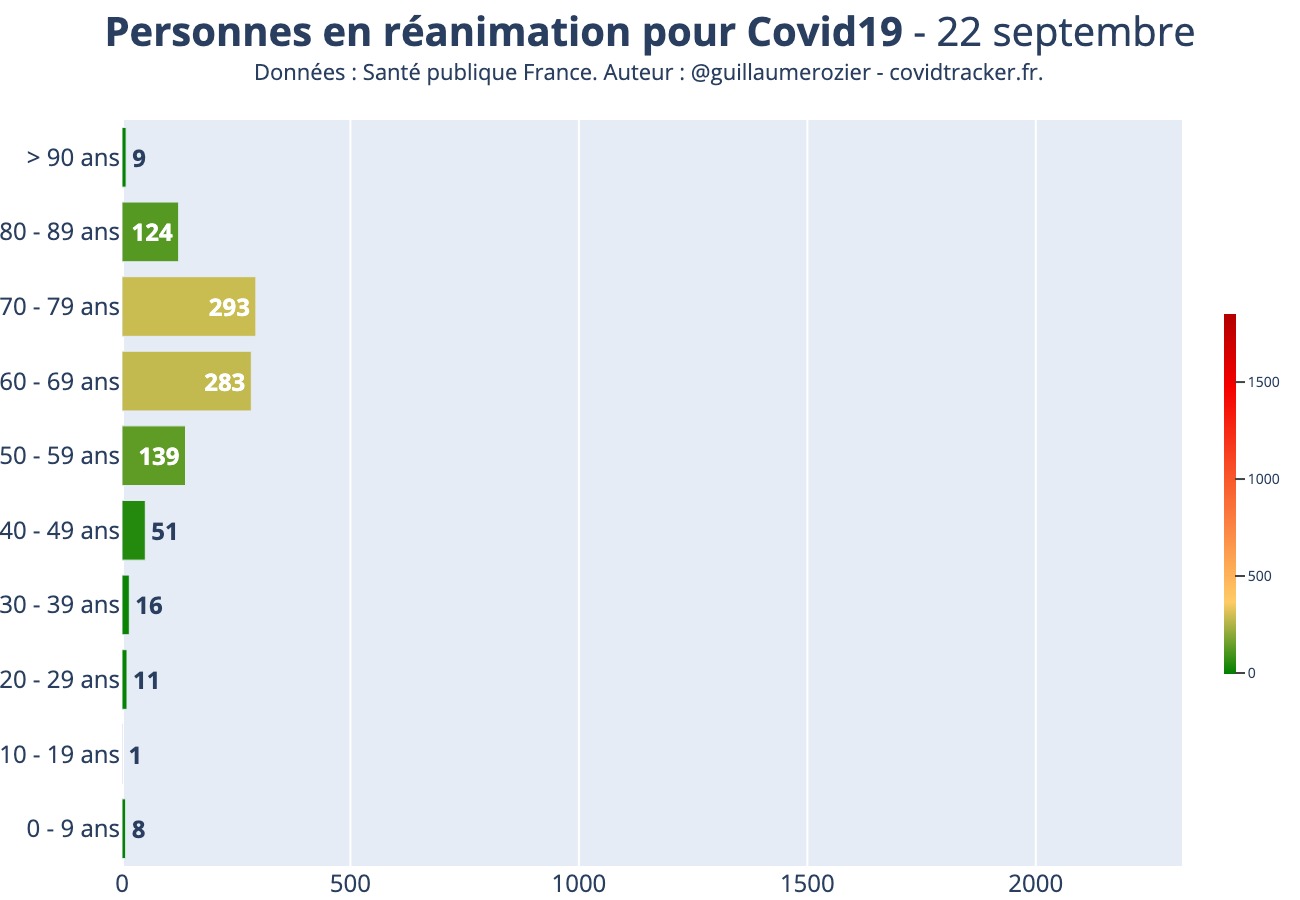 Personnes en réanimation pour Covid19 - 22 septembre
Données : Santé publique France. Auteur : @guillaumerozier - covidtracker.fr.
> 90 ans 9
80 - 89 ans 124
70 - 79 ans 293
60 - 69 ans 283
50 - 59 ans 139
40 - 49 ans 51
30 - 39 ans 16
20 - 29 ans 11
10 - 19 ans 1
0 - 9 ans 8
0 500 1000 1500 2000
1500
1000
500
0